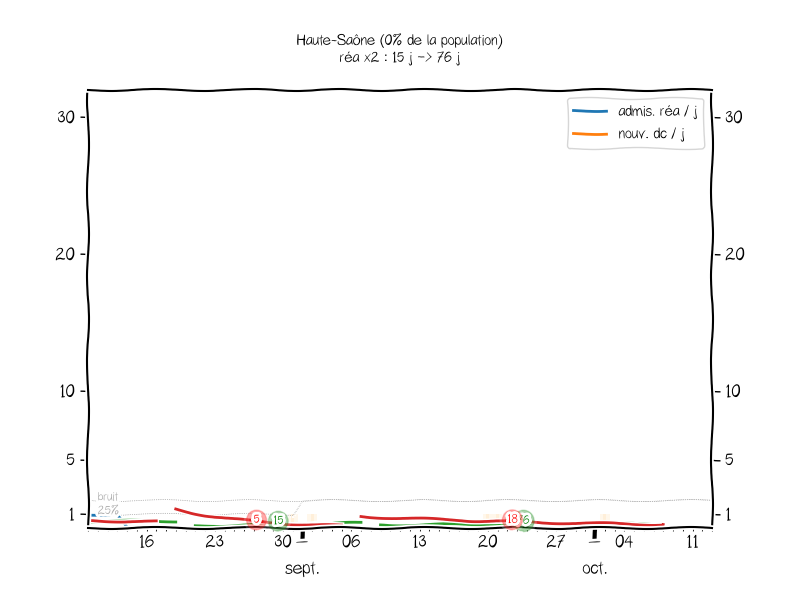 Haute-Saône (0% de la population)
réa x2 : 15 j -> 76 j
admis. réa / j
nouv. dc / j
30 30
20 20
10 10
5 5
1 1
bruit
25%
5 15 18
16 23 30 06 13 20 27 04 11
sept. oct.